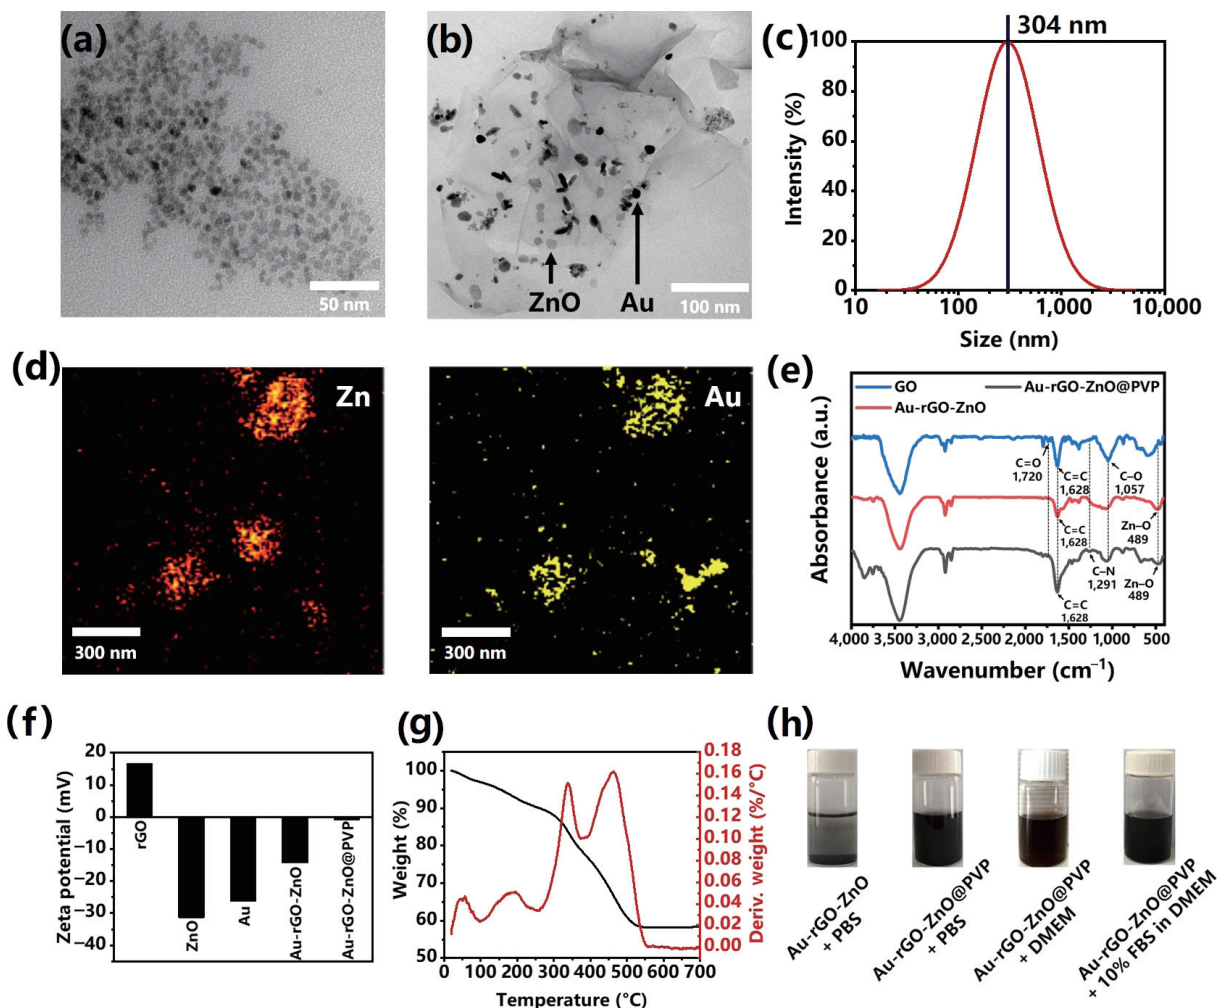 (a)
50 nm
(b)
ZnO
Au
100 nm
(c)
304 nm
Intensity (%)
100
80
60
40
20
0
10
100
1,000
10,000
Size (nm)
(d)
Zn
300 nm
Au
300 nm
(e)
GO
Au-rGO-ZnO@PVP
Au-rGO-ZnO
Absorbance (a.u.)
C=O
1,720
C=C
1,628
C–O
1,057
C=C
1,628
Zn–O
489
C–N
1,291
Zn–O
489
C=C
1,628
4,000 3,500 3,000 2,500 2,000 1,500 1,000 500
Wavenumber (cm⁻¹)
(f)
Zeta potential (mV)
20
10
0
−10
−20
−30
−40
rGO
ZnO
Au
Au-rGO-ZnO
Au-rGO-ZnO@PVP
(g)
Weight (%)
100
90
80
70
60
50
0 100 200 300 400 500 600 700
Temperature (°C)
0.18
0.16
0.14
0.12
0.10
0.08
0.06
0.04
0.02
0.00
Deriv. weight (%/°C)
(h)
Au-rGO-ZnO
+ PBS
Au-rGO-ZnO@PVP
+ PBS
Au-rGO-ZnO@PVP
+ DMEM
Au-rGO-ZnO@PVP
+ 10% FBS in DMEM